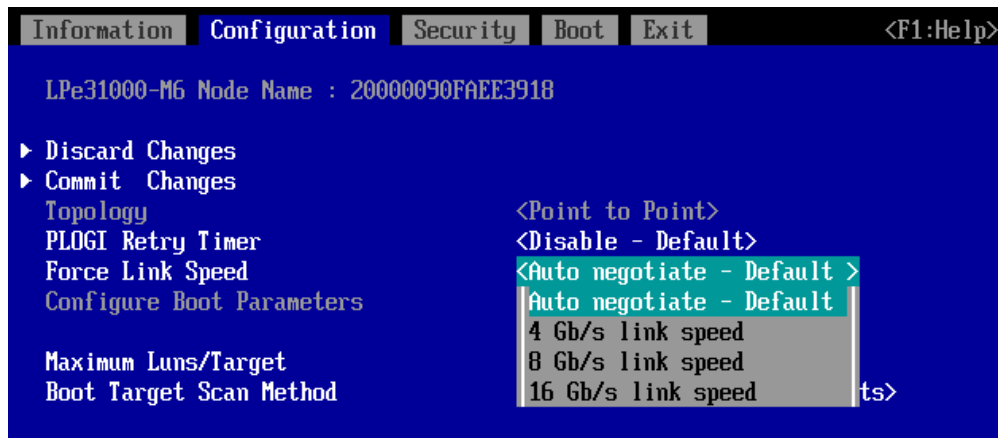 Information Configuration Security Boot Exit <F1:Help>
LPe31000-M6 Node Name : 20000090FAEE3918
Discard Changes
Commit Changes
Topology <Point to Point>
PLOGI Retry Timer <Disable - Default>
Force Link Speed <Auto negotiate - Default >
Configure Boot Parameters Auto negotiate - Default
4 Gb/s link speed
Maximum Luns/Target 8 Gb/s link speed
Boot Target Scan Method 16 Gb/s link speed ts>